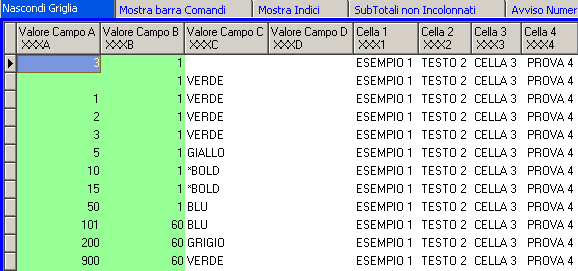 Nascondi Griglia Mostra barra Comandi Mostra Indici SubTotali non Incolonnati Avviso Numer
Valore Campo A Valore Campo B Valore Campo C Valore Campo D Cella 1 Cella 2 Cella 3 Cella 4
XXXA XXXB XXXC XXXD XXX1 XXX2 XXX3 XXX4
3 1 ESEMPIO 1 TESTO 2 CELLA 3 PROVA 4
1 VERDE ESEMPIO 1 TESTO 2 CELLA 3 PROVA 4
1 1 VERDE ESEMPIO 1 TESTO 2 CELLA 3 PROVA 4
2 1 VERDE ESEMPIO 1 TESTO 2 CELLA 3 PROVA 4
3 1 VERDE ESEMPIO 1 TESTO 2 CELLA 3 PROVA 4
5 1 GIALLO ESEMPIO 1 TESTO 2 CELLA 3 PROVA 4
10 1 *BOLD ESEMPIO 1 TESTO 2 CELLA 3 PROVA 4
15 1 *BOLD ESEMPIO 1 TESTO 2 CELLA 3 PROVA 4
50 1 BLU ESEMPIO 1 TESTO 2 CELLA 3 PROVA 4
101 60 BLU ESEMPIO 1 TESTO 2 CELLA 3 PROVA 4
200 60 GRIGIO ESEMPIO 1 TESTO 2 CELLA 3 PROVA 4
900 60 VERDE ESEMPIO 1 TESTO 2 CELLA 3 PROVA 4